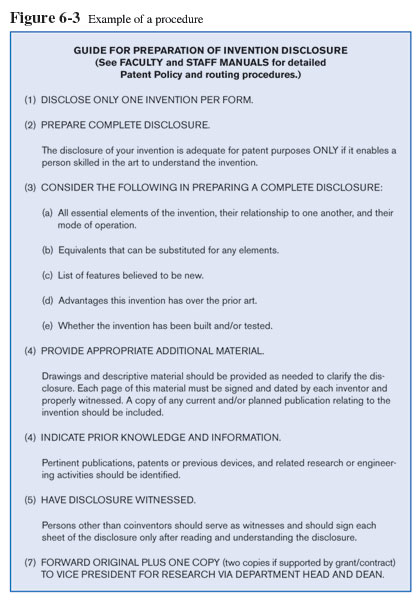 Figure 6-3 Example of a procedure
GUIDE FOR PREPARATION OF INVENTION DISCLOSURE
(See FACULTY and STAFF MANUALS for detailed
Patent Policy and routing procedures.)
(1) DISCLOSE ONLY ONE INVENTION PER FORM.
(2) PREPARE COMPLETE DISCLOSURE.
The disclosure of your invention is adequate for patent purposes ONLY if it enables a
person skilled in the art to understand the invention.
(3) CONSIDER THE FOLLOWING IN PREPARING A COMPLETE DISCLOSURE:
(a) All essential elements of the invention, their relationship to one another, and their
mode of operation.
(b) Equivalents that can be substituted for any elements.
(c) List of features believed to be new.
(d) Advantages this invention has over the prior art.
(e) Whether the invention has been built and/or tested.
(4) PROVIDE APPROPRIATE ADDITIONAL MATERIAL.
Drawings and descriptive material should be provided as needed to clarify the dis-
closure. Each page of this material must be signed and dated by each inventor and
properly witnessed. A copy of any current and/or planned publication relating to the
invention should be included.
(4) INDICATE PRIOR KNOWLEDGE AND INFORMATION.
Pertinent publications, patents or previous devices, and related research or engineer-
ing activities should be identified.
(5) HAVE DISCLOSURE WITNESSED.
Persons other than coinventors should serve as witnesses and should sign each
sheet of the disclosure only after reading and understanding the disclosure.
(7) FORWARD ORIGINAL PLUS ONE COPY (two copies if supported by grant/contract)
TO VICE PRESIDENT FOR RESEARCH VIA DEPARTMENT HEAD AND DEAN.